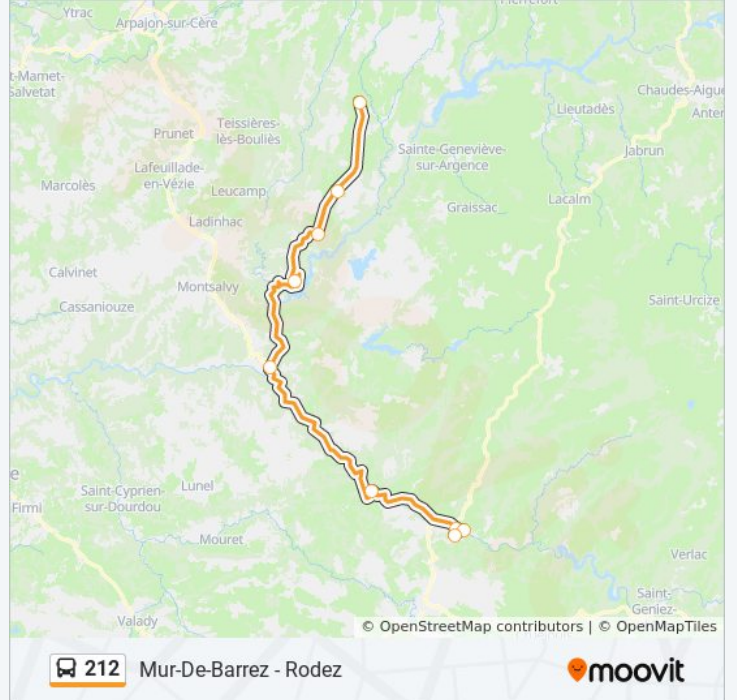 Pierrefort
Ytrac
Arpajon-sur-Cère
t-Mamet-
Salvetat
Chaudes-Aigue
Lieutadès
Anter
Teissières-
lès-Bouliès
Prunet
Sainte-Geneviève-
sur-Argence
Jabrun
Lafeuillade-
en-Vézie
Marcolès
Leucamp
Lacalm
Graissac
Ladinhac
Calvinet
Montsalvy
Saint-Urcize
Cassaniouze
e
Saint-Cyprien-
sur-Dourdou
Lunel
Firmi
Mouret
Verlac
Saint-
Geniez-
Valady
© OpenStreetMap contributors | © OpenMapTiles
212 Mur-De-Barrez - Rodez
moovit